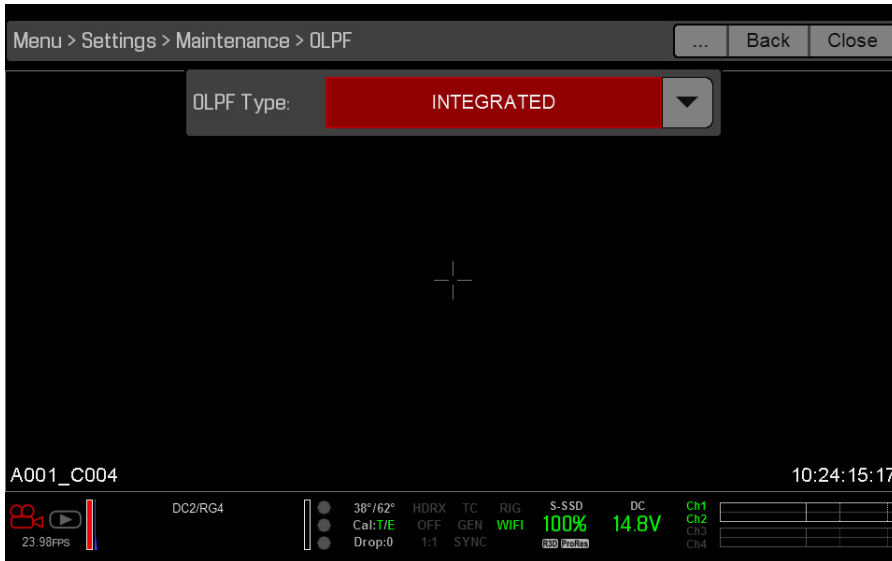 Menu > Settings > Maintenance > OLPF
... Back Close
OLPF Type: INTEGRATED
A001_C004 10:24:15:17
DC2/RG4 38°/62° HDRX TC RIG S-SSD DC Ch1
Cal:T/E OFF GEN WIFI 100% 14.8V Ch2
23.98FPS Drop:0 1:1 SYNC R3D ProRes Ch3
Ch4